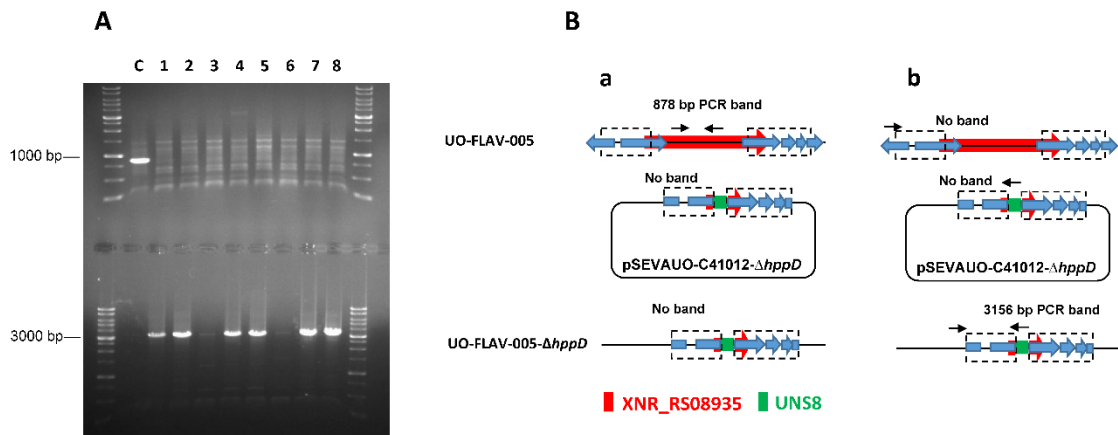 A
C 1 2 3 4 5 6 7 8
1000 bp
3000 bp
B
a
878 bp PCR band
UO-FLAV-005
No band
pSEVAUO-C41012-ΔhppD
No band
UO-FLAV-005-ΔhppD
b
No band
No band
pSEVAUO-C41012-ΔhppD
3156 bp PCR band
XNR_RS08935
UNS8